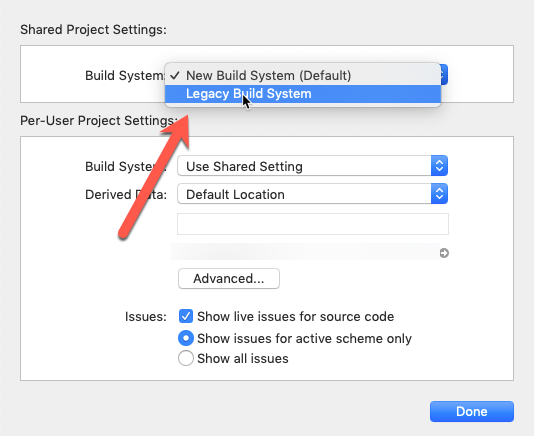 Shared Project Settings:
Build System: New Build System (Default)
Legacy Build System
Per-User Project Settings:
Build System: Use Shared Setting
Derived Data: Default Location
Advanced...
Issues: Show live issues for source code
Show issues for active scheme only
Show all issues
Done